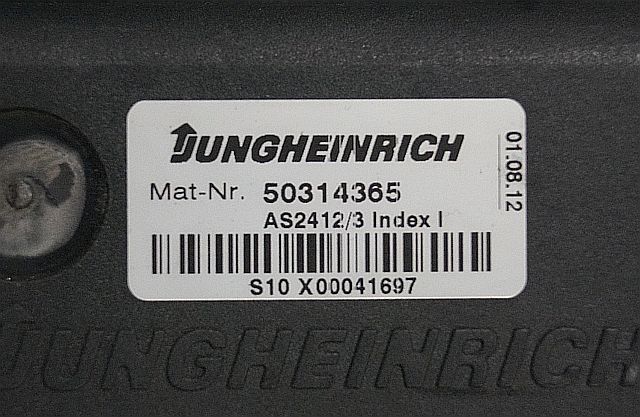 JUNGHEINRICH
Mat-Nr. 50314365
AS2412/3 Index I
S10 X00041697
01.08.12
JUNGHEINRICH